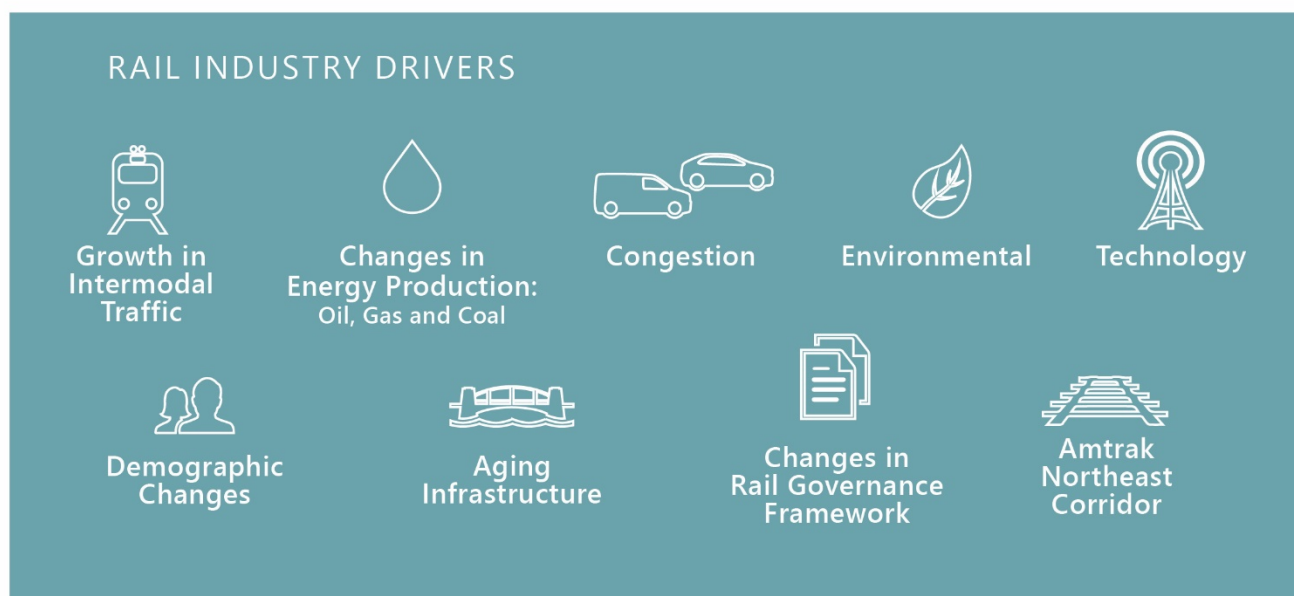 RAIL INDUSTRY DRIVERS
Growth in
Intermodal
Traffic
Changes in
Energy Production:
Oil, Gas and Coal
Congestion
Environmental
Technology
Demographic
Changes
Aging
Infrastructure
Changes in
Rail Governance
Framework
Amtrak
Northeast
Corridor